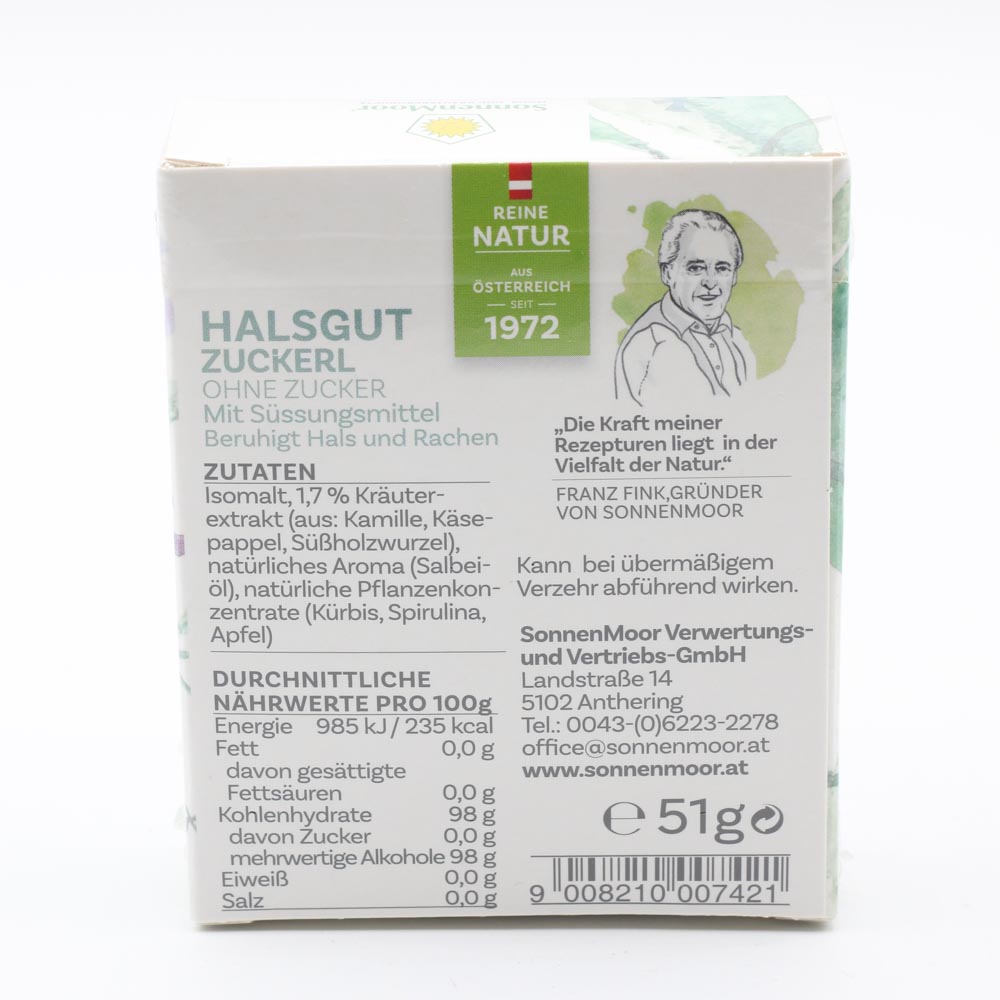 SonnenMoor
REINE
NATUR
AUS
ÖSTERREICH
SEIT
1972
HALSGUT
ZUCKERL
OHNE ZUCKER
Mit Süssungsmittel
Beruhigt Hals und Rachen
ZUTATEN
Isomalt, 1,7 % Kräuter-
extrakt (aus: Kamille, Käse-
pappel, Süßholzwurzel),
natürliches Aroma (Salbei-
öl), natürliche Pflanzenkon-
zentrate (Kürbis, Spirulina,
Apfel)
DURCHNITTLICHE
NÄHRWERTE PRO 100g
Energie 985 kJ / 235 kcal
Fett 0,0 g
davon gesättigte
Fettsäuren 0,0 g
Kohlenhydrate 98 g
davon Zucker 0,0 g
mehrwertige Alkohole 98 g
Eiweiß 0,0 g
Salz 0,0 g
„Die Kraft meiner
Rezepturen liegt in der
Vielfalt der Natur.“
FRANZ FINK,GRÜNDER
VON SONNENMOOR
Kann bei übermäßigem
Verzehr abführend wirken.
SonnenMoor Verwertungs-
und Vertriebs-GmbH
Landstraße 14
5102 Anthering
Tel.: 0043-(0)6223-2278
office@sonnenmoor.at
www.sonnenmoor.at
℮ 51g
9 008210 007421